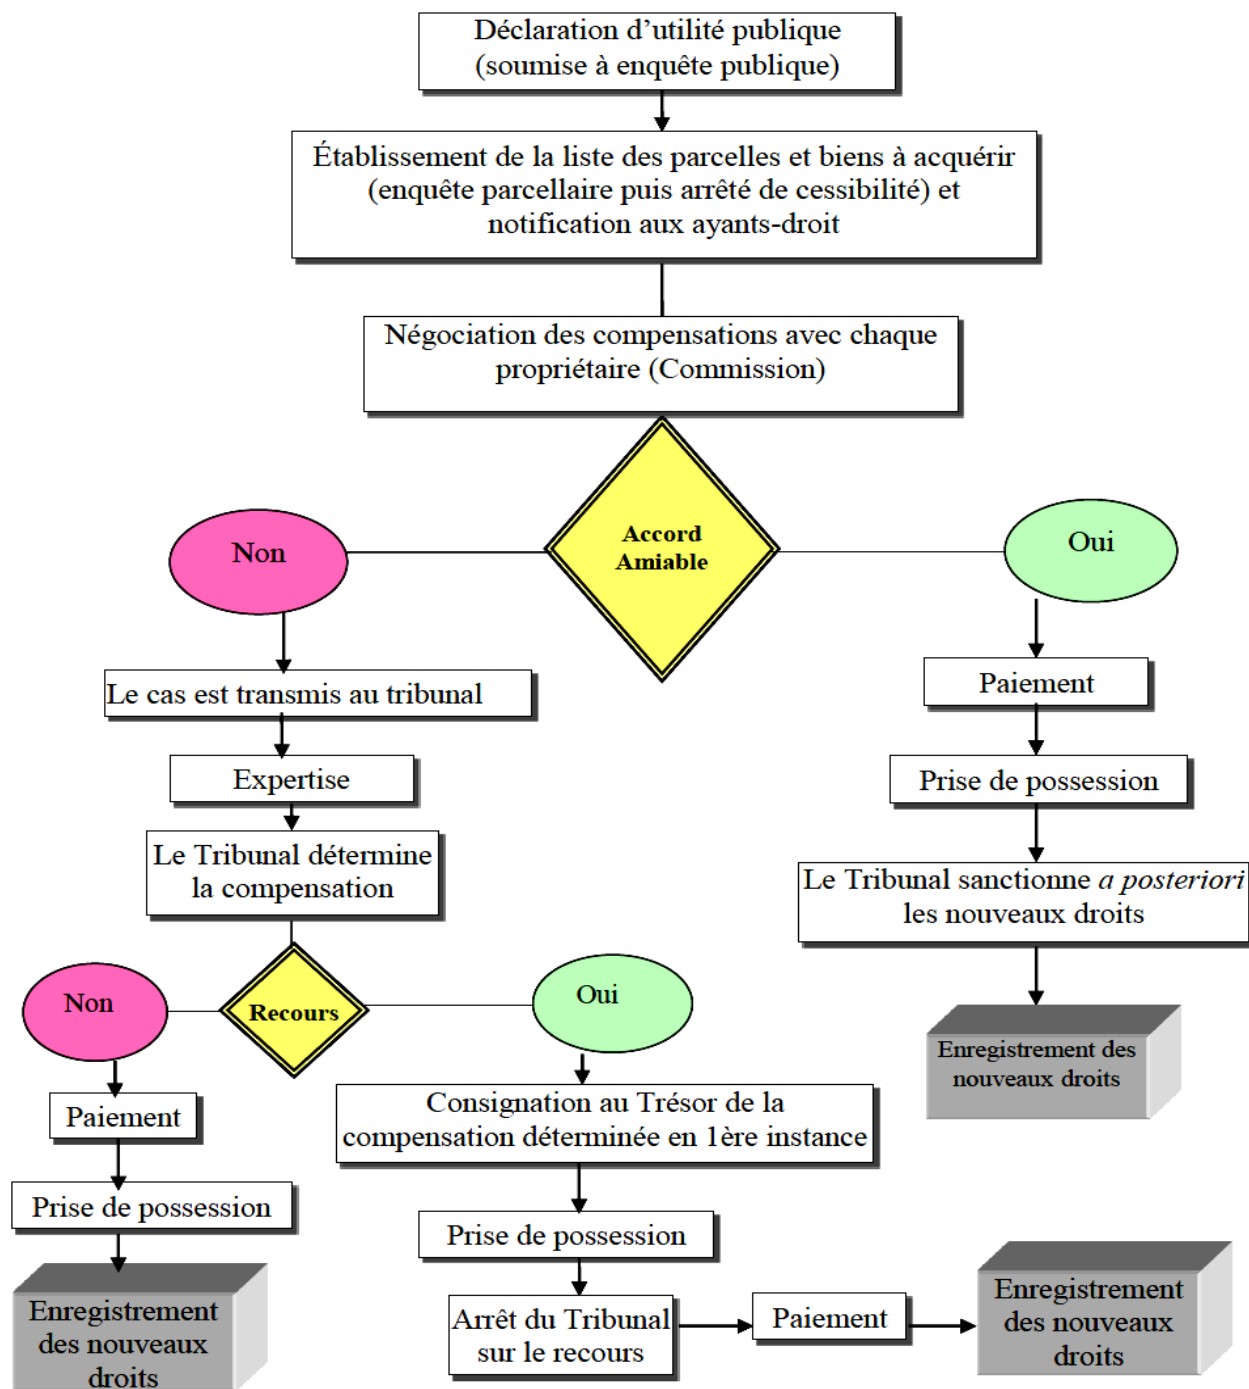 Déclaration d’utilité publique
(soumise à enquête publique)
Établissement de la liste des parcelles et biens à acquérir
(enquête parcellaire puis arrêté de cessibilité) et
notification aux ayants-droit
Négociation des compensations avec chaque
propriétaire (Commission)
Accord
Amiable
Non
Oui
Le cas est transmis au tribunal
Expertise
Le Tribunal détermine
la compensation
Paiement
Prise de possession
Le Tribunal sanctionne a posteriori
les nouveaux droits
Enregistrement des
nouveaux droits
Recours
Non
Oui
Paiement
Prise de possession
Enregistrement
des nouveaux
droits
Consignation au Trésor de la
compensation déterminée en 1ère instance
Prise de possession
Arrêt du Tribunal
sur le recours
Paiement
Enregistrement
des nouveaux
droits